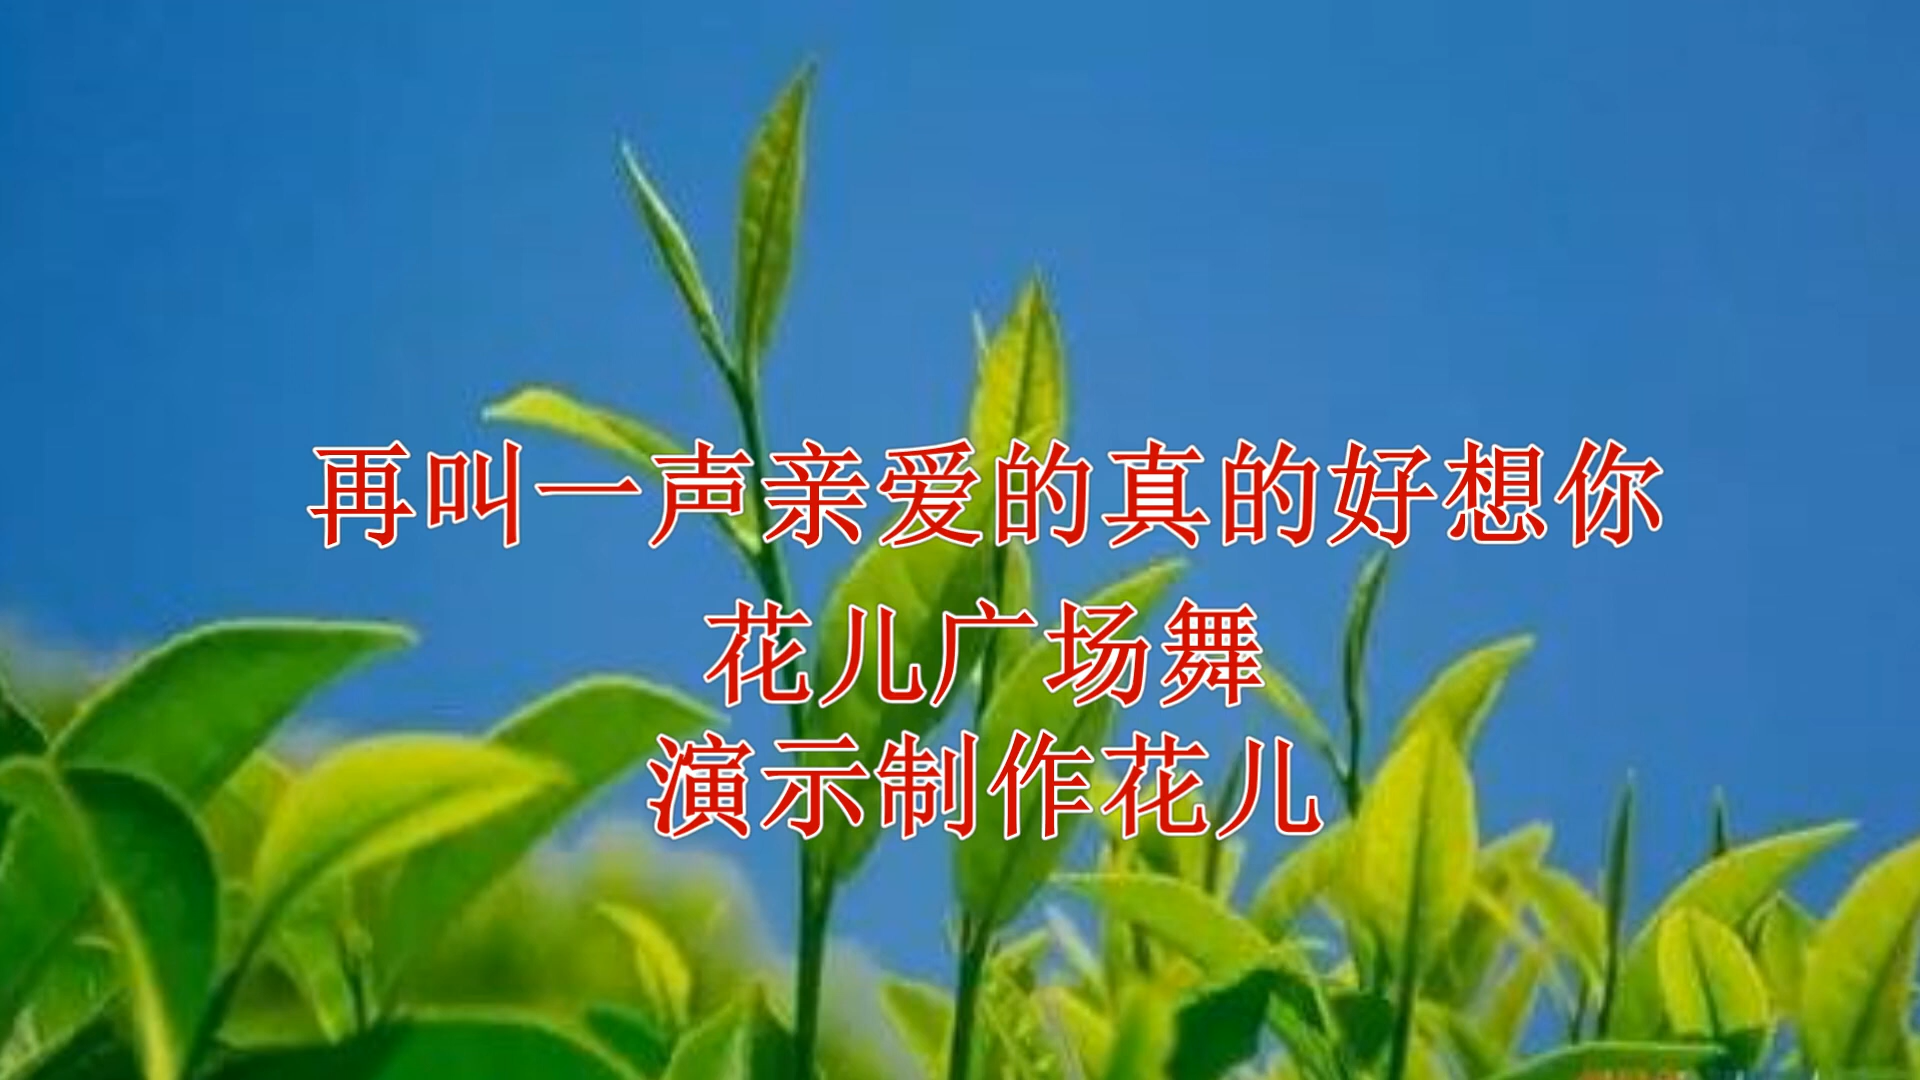 再叫一声亲爱的真的好想你
花儿广场舞
演示制作花儿